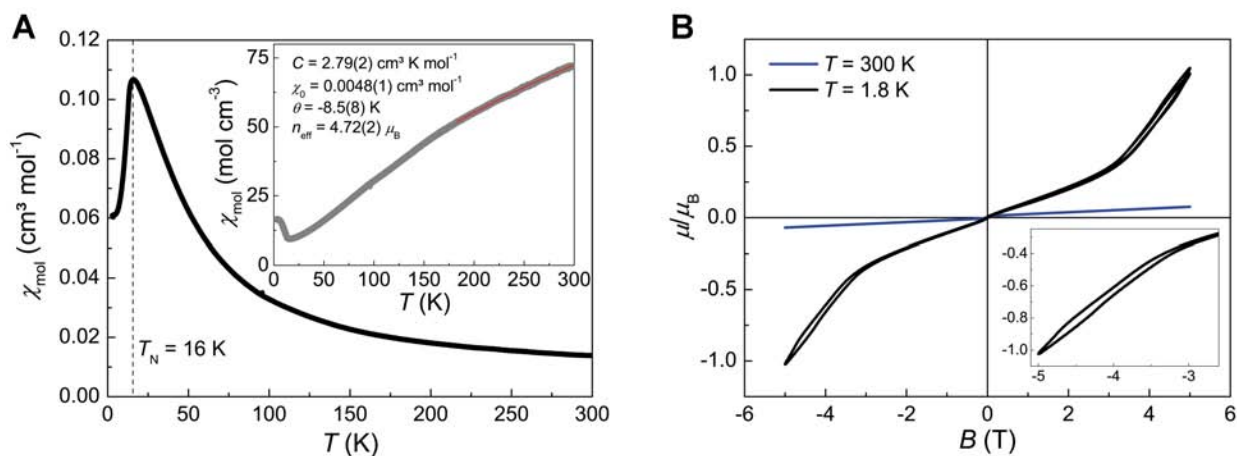 A
0.12
0.10
0.08
0.06
0.04
0.02
0.00
χmol (cm³ mol⁻¹)
0 50 100 150 200 250 300
T (K)
TN = 16 K
75
50
25
0
χmol (mol cm⁻³)
0 50 100 150 200 250 300
T (K)
C = 2.79(2) cm³ K mol⁻¹
χ0 = 0.0048(1) cm³ mol⁻¹
θ = -8.5(8) K
neff = 4.72(2) μB
B
1.0
0.5
0.0
-0.5
-1.0
μ/μB
-6 -4 -2 0 2 4 6
B (T)
T = 300 K
T = 1.8 K
-0.4
-0.6
-0.8
-1.0
-5 -4 -3